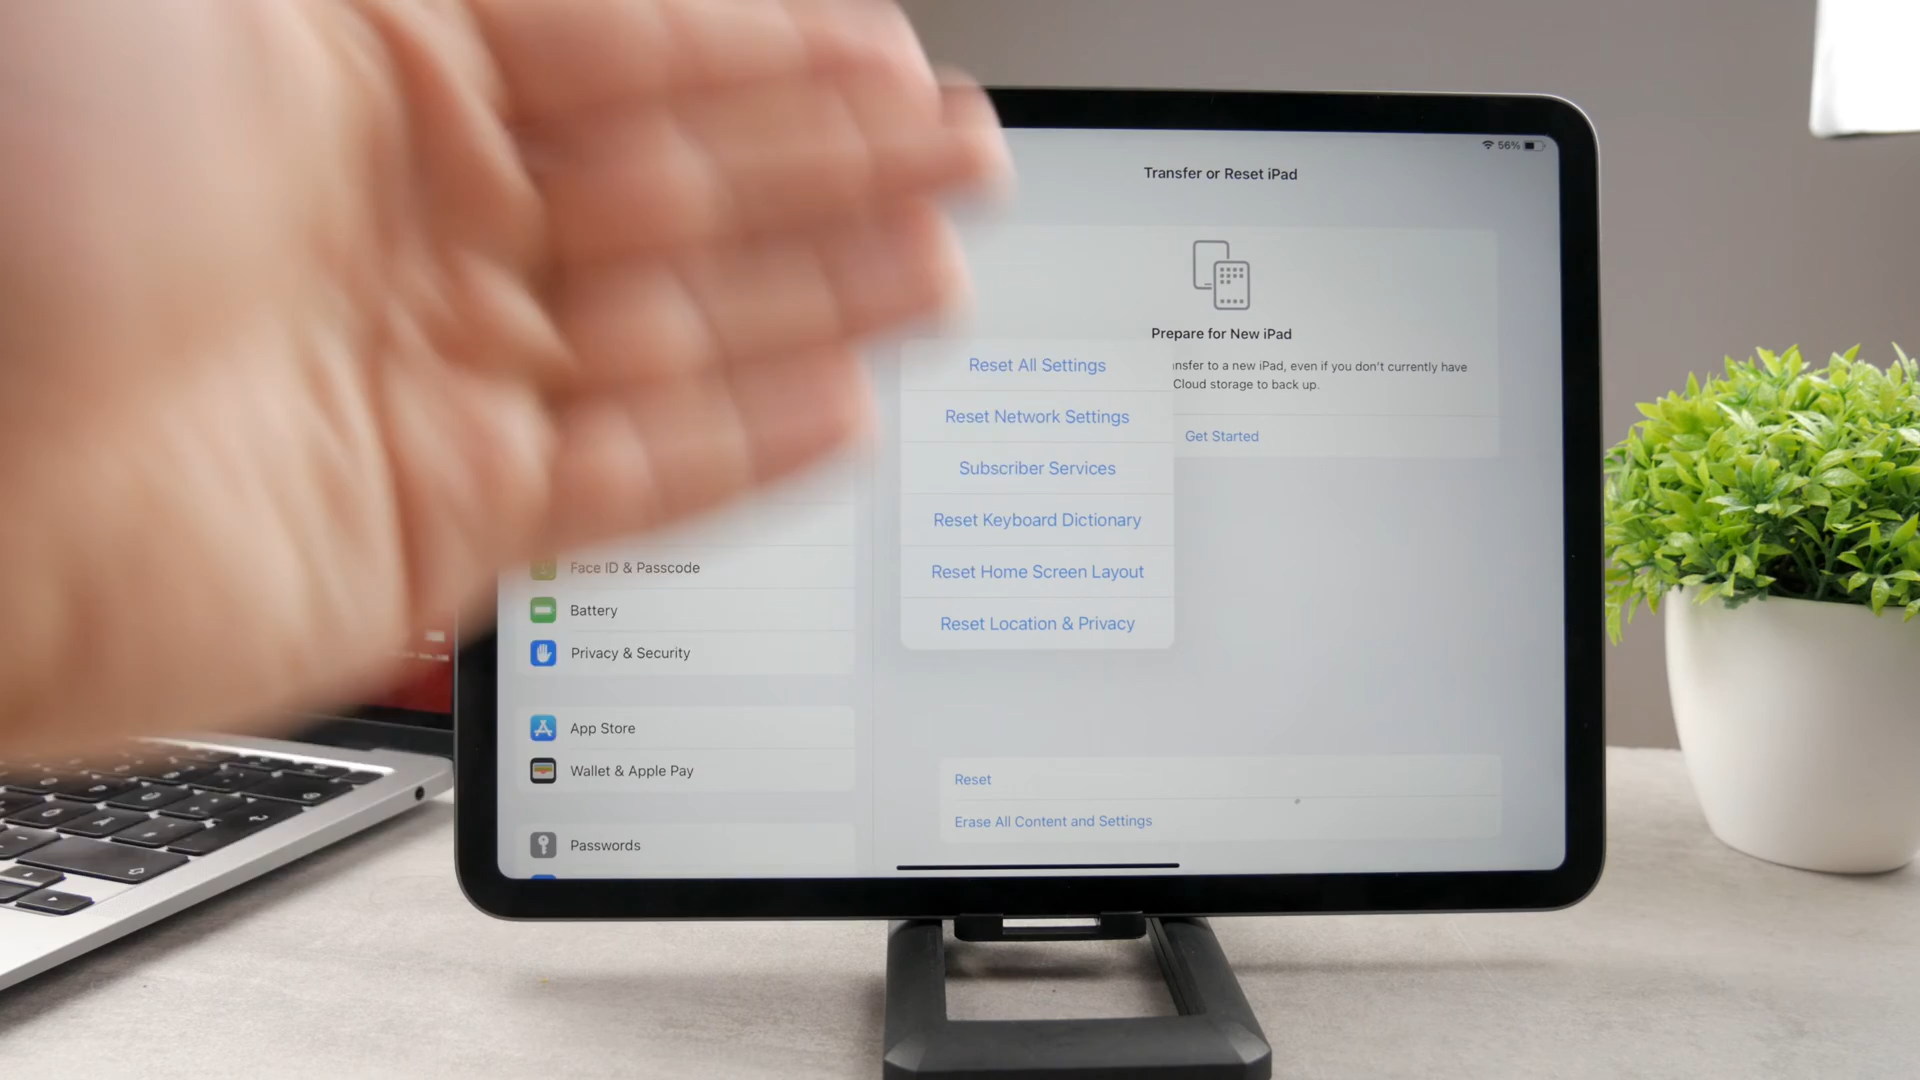 56%
Transfer or Reset iPad
Prepare for New iPad
nsfer to a new iPad, even if you don't currently have
Cloud storage to back up.
Get Started
Reset All Settings
Reset Network Settings
Subscriber Services
Reset Keyboard Dictionary
Reset Home Screen Layout
Reset Location & Privacy
Face ID & Passcode
Battery
Privacy & Security
App Store
Wallet & Apple Pay
Passwords
Reset
Erase All Content and Settings